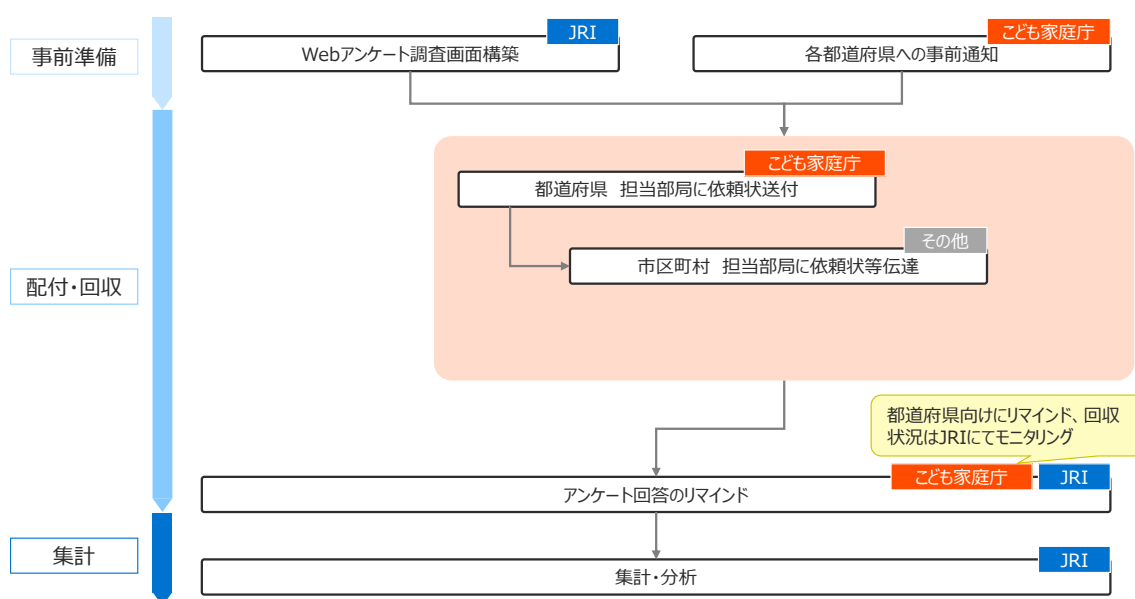 事前準備
JRI
Webアンケート調査画面構築
こども家庭庁
各都道府県への事前通知
配付・回収
こども家庭庁
都道府県 担当部局に依頼状送付
その他
市区町村 担当部局に依頼状等伝達
都道府県向けにリマインド、回収
状況はJRIにてモニタリング
こども家庭庁
JRI
アンケート回答のリマインド
集計
JRI
集計・分析